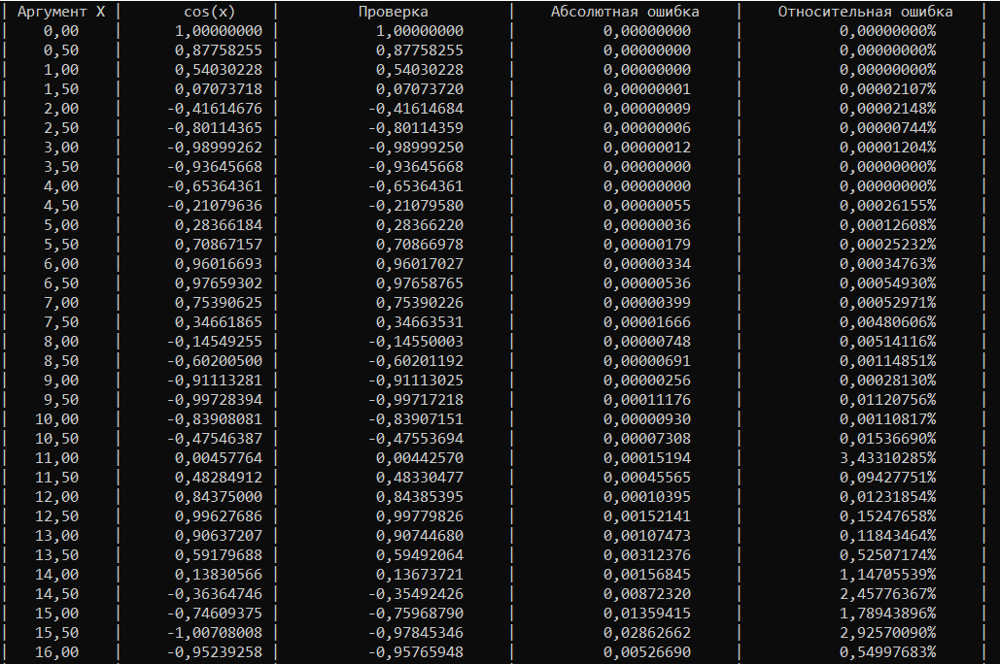 | Аргумент X | cos(x) | Проверка | Абсолютная ошибка | Относительная ошибка |
| 0,00 | 1,00000000 | 1,00000000 | 0,00000000 | 0,00000000% |
| 0,50 | 0,87758255 | 0,87758255 | 0,00000000 | 0,00000000% |
| 1,00 | 0,54030228 | 0,54030228 | 0,00000000 | 0,00000000% |
| 1,50 | 0,07073718 | 0,07073720 | 0,00000001 | 0,00002107% |
| 2,00 | -0,41614676 | -0,41614684 | 0,00000009 | 0,00002148% |
| 2,50 | -0,80114365 | -0,80114359 | 0,00000006 | 0,00000744% |
| 3,00 | -0,98999262 | -0,98999250 | 0,00000012 | 0,00001204% |
| 3,50 | -0,93645668 | -0,93645668 | 0,00000000 | 0,00000000% |
| 4,00 | -0,65364361 | -0,65364361 | 0,00000000 | 0,00000000% |
| 4,50 | -0,21079636 | -0,21079580 | 0,00000055 | 0,00026155% |
| 5,00 | 0,28366184 | 0,28366220 | 0,00000036 | 0,00012608% |
| 5,50 | 0,70867157 | 0,70866978 | 0,00000179 | 0,00025232% |
| 6,00 | 0,96016693 | 0,96017027 | 0,00000334 | 0,00034763% |
| 6,50 | 0,97659302 | 0,97658765 | 0,00000536 | 0,00054930% |
| 7,00 | 0,75390625 | 0,75390226 | 0,00000399 | 0,00052971% |
| 7,50 | 0,34661865 | 0,34663531 | 0,00001666 | 0,00480606% |
| 8,00 | -0,14549255 | -0,14550003 | 0,00000748 | 0,00514116% |
| 8,50 | -0,60200500 | -0,60201192 | 0,00000691 | 0,00114851% |
| 9,00 | -0,91113281 | -0,91113025 | 0,00000256 | 0,00028130% |
| 9,50 | -0,99728394 | -0,99717218 | 0,00011176 | 0,01120756% |
| 10,00 | -0,83908081 | -0,83907151 | 0,00000930 | 0,00110817% |
| 10,50 | -0,47546387 | -0,47553694 | 0,00007308 | 0,01536690% |
| 11,00 | 0,00457764 | 0,00442570 | 0,00015194 | 3,43310285% |
| 11,50 | 0,48284912 | 0,48330477 | 0,00045565 | 0,09427751% |
| 12,00 | 0,84375000 | 0,84385395 | 0,00010395 | 0,01231854% |
| 12,50 | 0,99627686 | 0,99779826 | 0,00152141 | 0,15247658% |
| 13,00 | 0,90637207 | 0,90744680 | 0,00107473 | 0,11843464% |
| 13,50 | 0,59179688 | 0,59492064 | 0,00312376 | 0,52507174% |
| 14,00 | 0,13830566 | 0,13673721 | 0,00156845 | 1,14705539% |
| 14,50 | -0,36364746 | -0,35492426 | 0,00872320 | 2,45776367% |
| 15,00 | -0,74609375 | -0,75968790 | 0,01359415 | 1,78943896% |
| 15,50 | -1,00708008 | -0,97845346 | 0,02862662 | 2,92570090% |
| 16,00 | -0,95239258 | -0,95765948 | 0,00526690 | 0,54997683% |